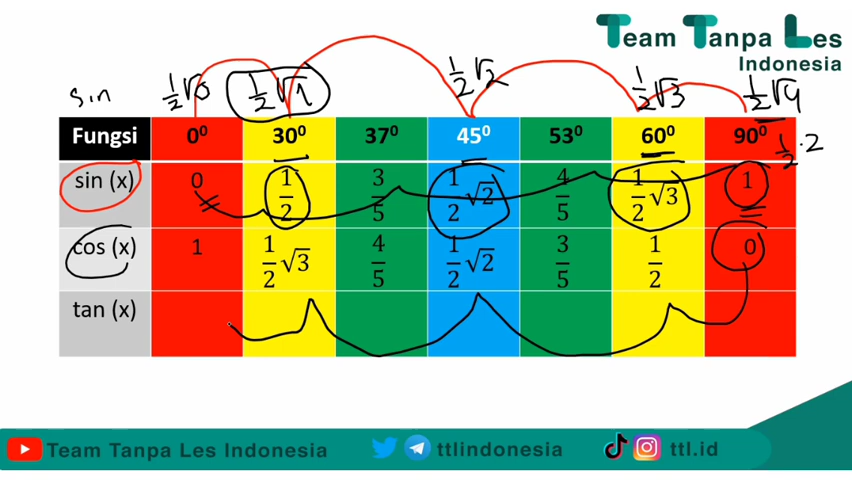 Team Tanpa Les
Indonesia
sin ½√0 ½√1 ½√2 ½√3 ½√4
Fungsi 0⁰ 30⁰ 37⁰ 45⁰ 53⁰ 60⁰ 90⁰
½·2
sin (x) 0 1/2 3/5 1/2 √2 4/5 1/2 √3 1
cos (x) 1 1/2 √3 4/5 1/2 √2 3/5 1/2 0
tan (x)
Team Tanpa Les Indonesia ttlindonesia ttl.id